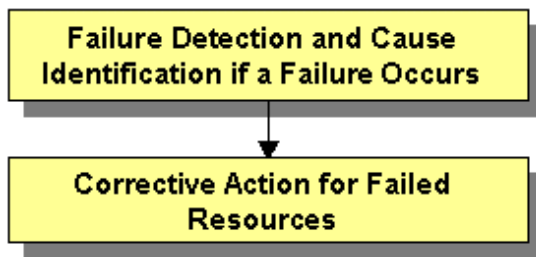 Failure Detection and Cause
Identification if a Failure Occurs
Corrective Action for Failed
Resources